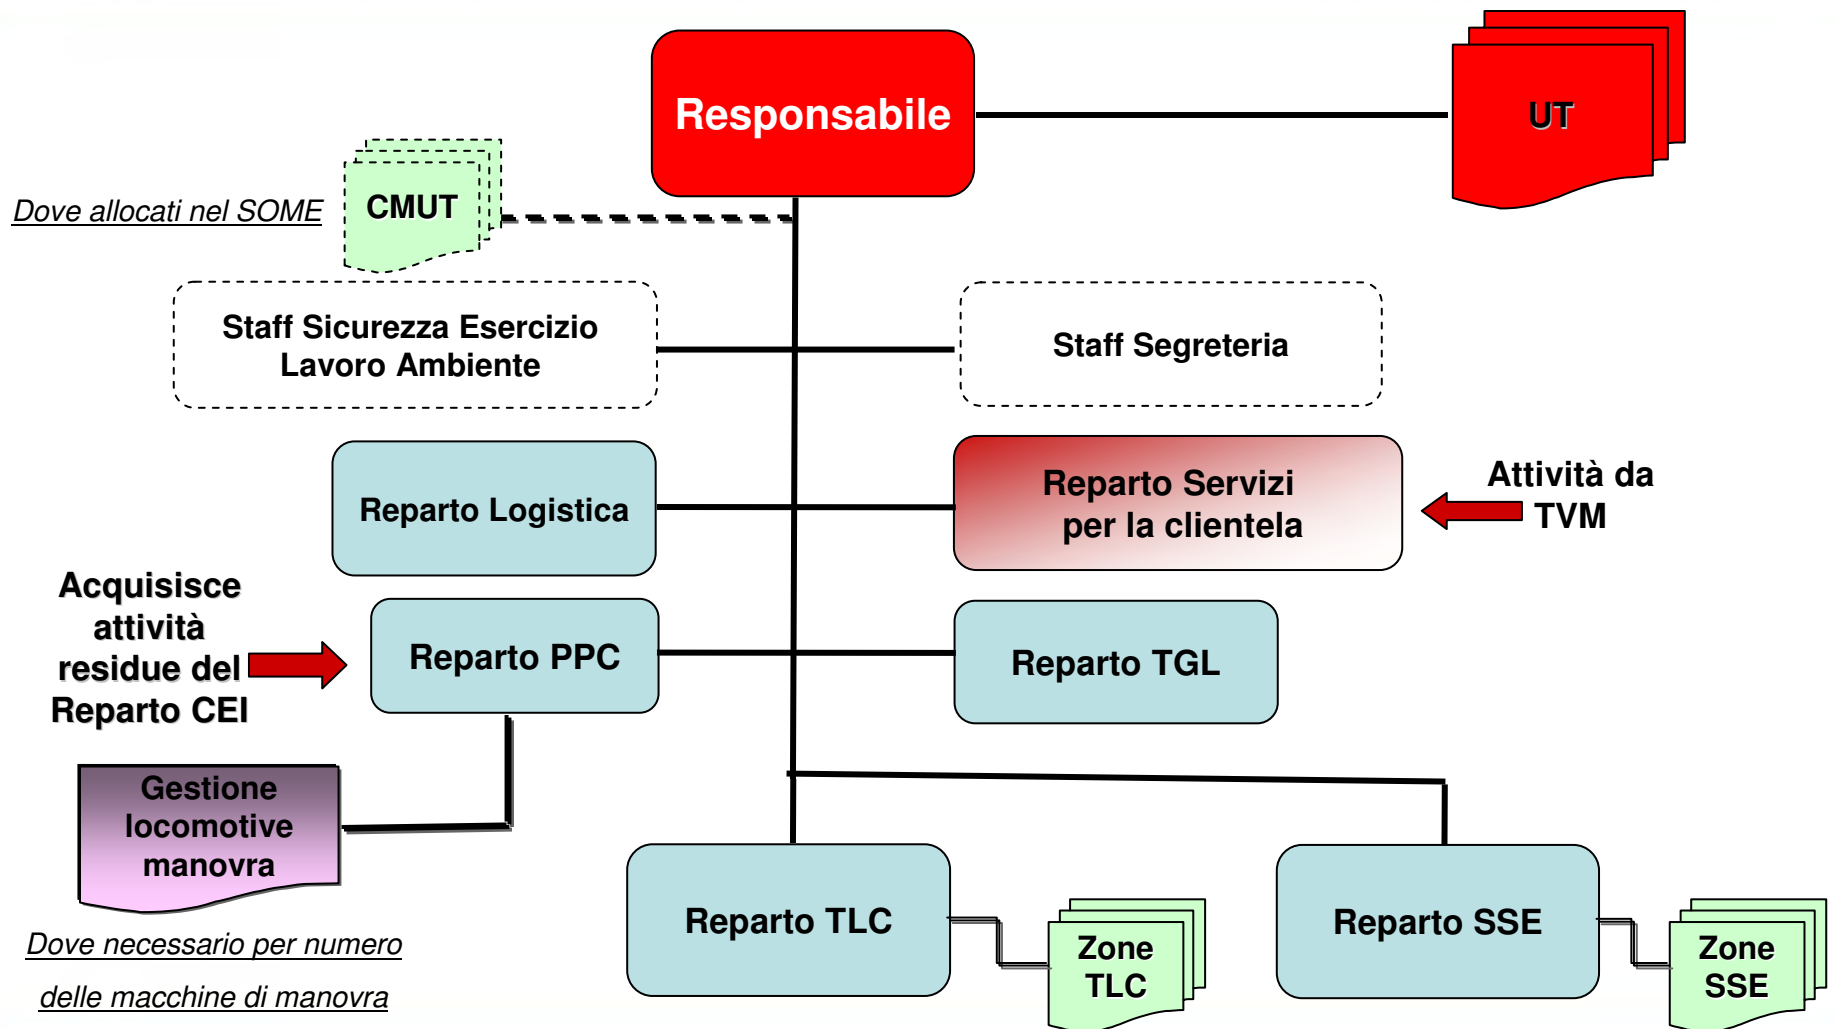 Responsabile
UT
Dove allocati nel SOME
CMUT
Staff Sicurezza Esercizio
Lavoro Ambiente
Staff Segreteria
Reparto Logistica
Reparto Servizi
per la clientela
Attività da
TVM
Acquisisce
attività
residue del
Reparto CEI
Reparto PPC
Reparto TGL
Gestione
locomotive
manovra
Dove necessario per numero
delle macchine di manovra
Reparto TLC
Zone
TLC
Reparto SSE
Zone
SSE